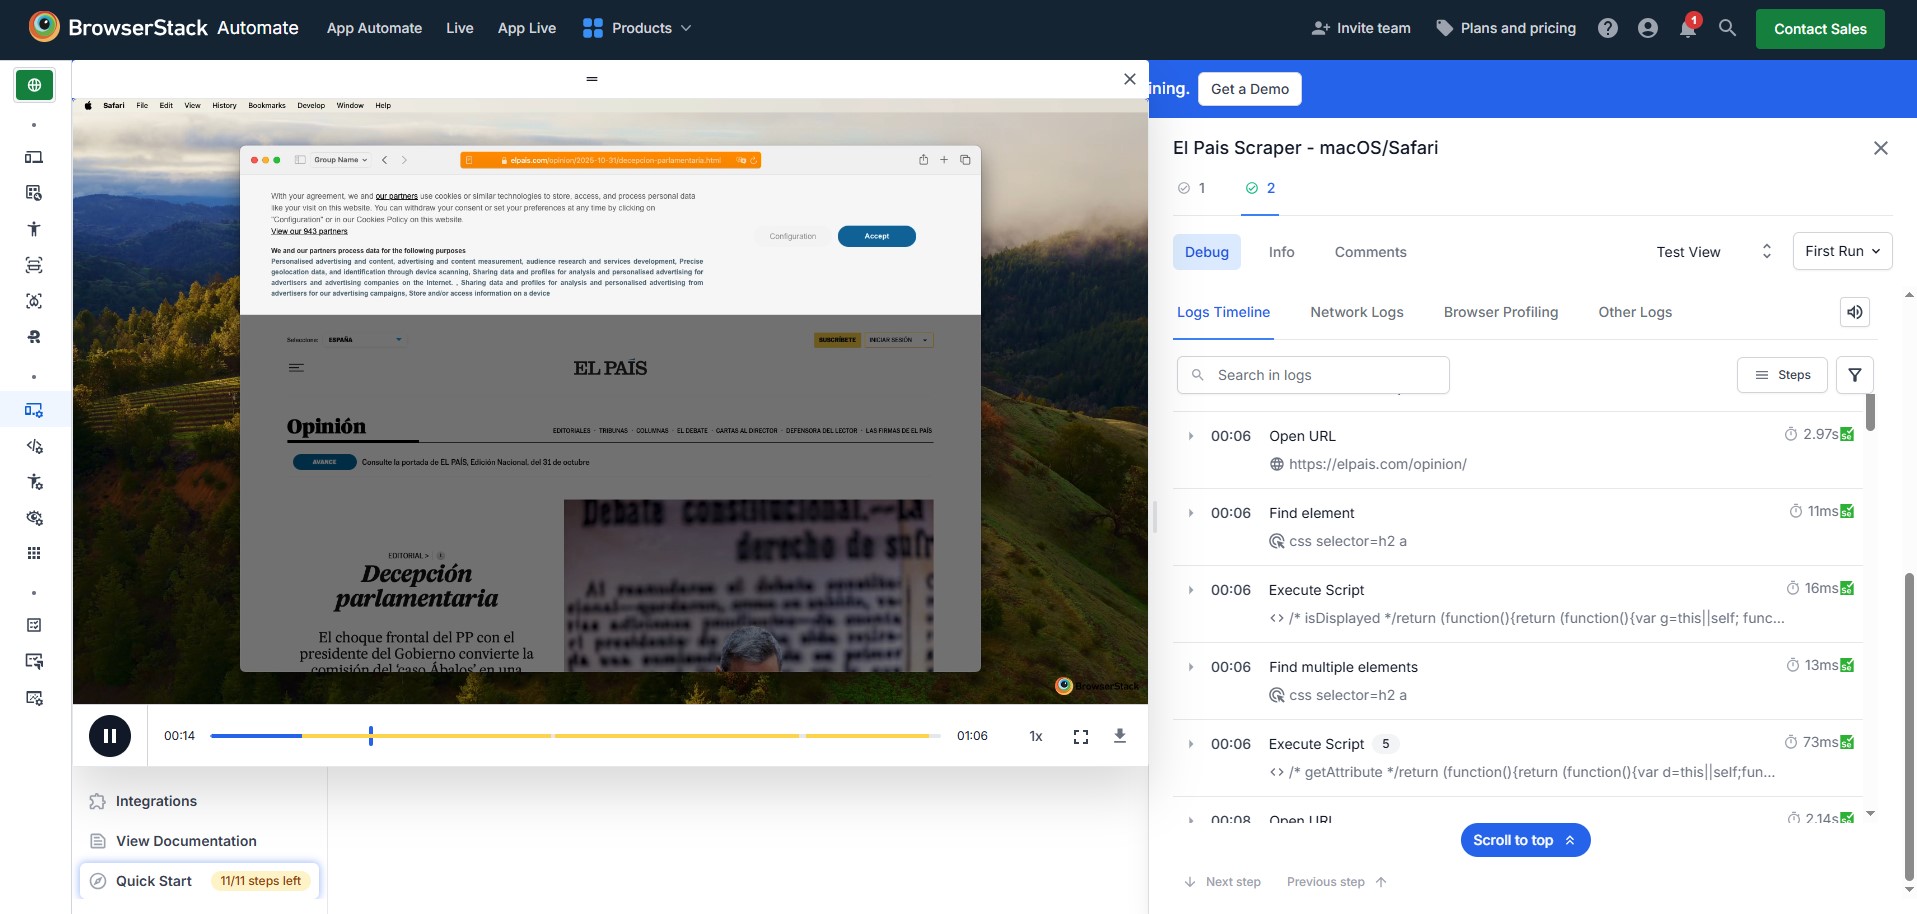 BrowserStack Automate
App Automate
Live
App Live
Products
Invite team
Plans and pricing
1
Contact Sales
ining.
Get a Demo
Safari File Edit View History Bookmarks Develop Window Help
Group Name
elpais.com/opinion/2025-10-31/decepcion-parlamentaria.html
With your agreement, we and our partners use cookies or similar technologies to store, access, and process personal data
like your visit on this website. You can withdraw your consent or set your preferences at any time by clicking on
"Configuration" or in our Cookies Policy on this website.
View our 943 partners
We and our partners process data for the following purposes
Personalised advertising and content, advertising and content measurement, audience research and services development, Precise
geolocation data, and identification through device scanning, Sharing data and profiles for analysis and personalised advertising for
advertisers and advertising companies on the Internet. , Sharing data and profiles for analysis and personalised advertising from
advertisers for our advertising campaigns, Store and/or access information on a device
Configuration
Accept
Seleccione:
ESPAÑA
SUSCRÍBETE
INICIAR SESIÓN
EL PAÍS
Opinión
EDITORIALES · TRIBUNAS · COLUMNS · EL DEBATE · CARTAS AL DIRECTOR · DEFENSORA DEL LECTOR · LAS FIRMAS DE EL PAÍS
AVANCE
Consulte la portada de EL PAÍS, Edición Nacional, del 31 de octubre
EDITORIAL >
Decepción
parlamentaria
El choque frontal del PP con el
presidente del Gobierno convierte la
comisión del 'caso Ábalos' en una
Debate constitucional.—La
derecho de sufr
Al reanudarse el debate
BrowserStack
00:14
01:06
1x
Integrations
View Documentation
Quick Start
11/11 steps left
El Pais Scraper - macOS/Safari
1
2
Debug
Info
Comments
Test View
First Run
Logs Timeline
Network Logs
Browser Profiling
Other Logs
Search in logs
Steps
00:06 Open URL 2.97s
https://elpais.com/opinion/
00:06 Find element 11ms
css selector=h2 a
00:06 Execute Script 16ms
<> /* isDisplayed */return (function(){return (function(){var g=this||self; func...
00:06 Find multiple elements 13ms
css selector=h2 a
00:06 Execute Script 5 73ms
<> /* getAttribute */return (function(){return (function(){var d=this||self;fun...
00:08 Open URL 2.14s
Scroll to top
Next step
Previous step